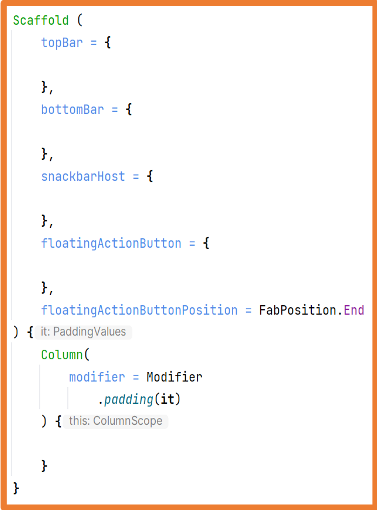 Scaffold (
    topBar = {

    },
    bottomBar = {

    },
    snackbarHost = {

    },
    floatingActionButton = {

    },
    floatingActionButtonPosition = FabPosition.End
) { it: PaddingValues
    Column(
        modifier = Modifier
            .padding(it)
    ) { this: ColumnScope

    }
}